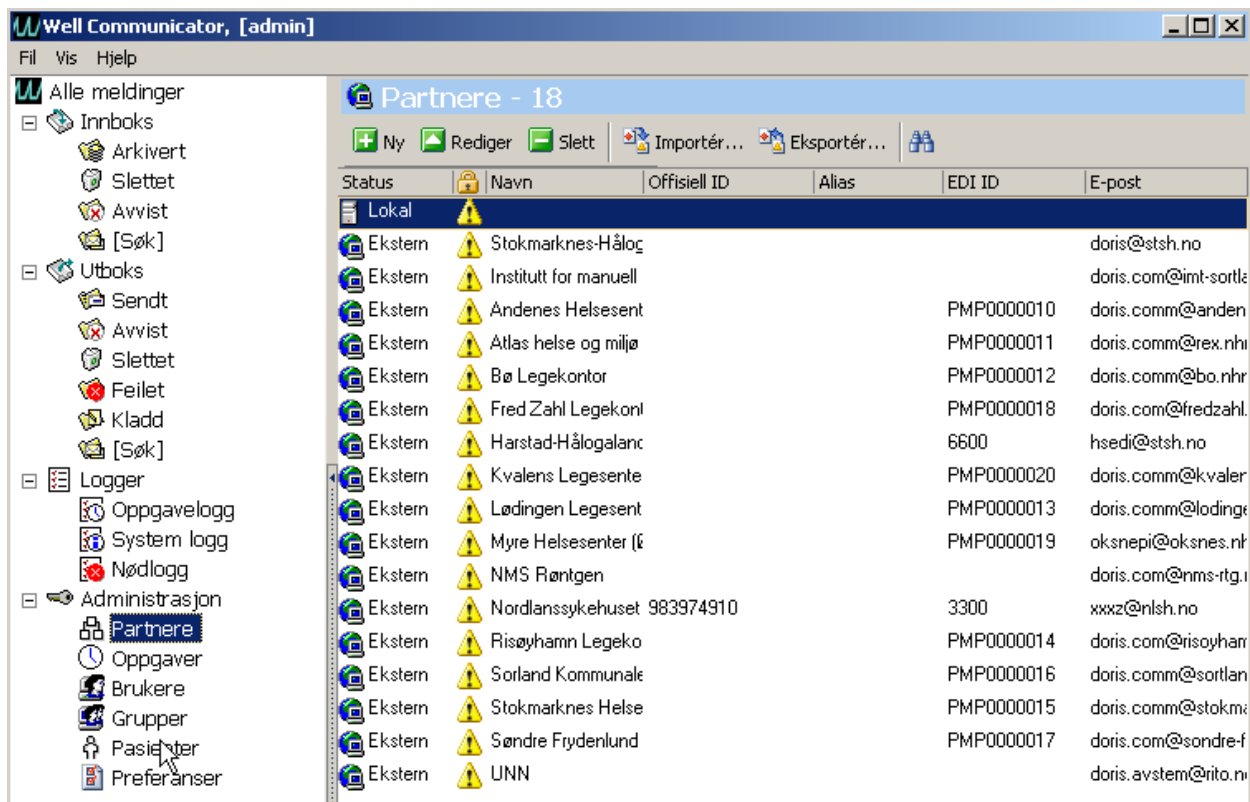 Well Communicator, [admin]
Fil Vis Hjelp
Alle meldinger
Innboks
Arkivert
Slettet
Avvist
[Søk]
Utboks
Sendt
Avvist
Slettet
Feilet
Kladd
[Søk]
Logger
Oppgavelogg
System logg
Nødlogg
Administrasjon
Partnere
Oppgaver
Brukere
Grupper
Pasienter
Preferanser
Partnere - 18
Ny Rediger Slett Importér... Eksportér...
Status Navn Offisiell ID Alias EDI ID E-post
Lokal
Ekstern Stokmarknes-Hålog doris@stsh.no
Ekstern Institutt for manuell doris.com@imt-sortla
Ekstern Andenes Helsesent PMP0000010 doris.comm@anden
Ekstern Atlas helse og miljø PMP0000011 doris.comm@rex.nh
Ekstern Bø Legekontor PMP0000012 doris.comm@bo.nhr
Ekstern Fred Zahl Legekont PMP0000018 doris.comm@fredzahl.
Ekstern Harstad-Hålogalanc 6600 hsedi@stsh.no
Ekstern Kvalens Legesente PMP0000020 doris.comm@kvaler
Ekstern Lødingen Legesent PMP0000013 doris.comm@lodinge
Ekstern Myre Helsesenter (Ø PMP0000019 oksnepi@oksnes.nh
Ekstern NMS Røntgen doris.com@nms-rtg.
Ekstern Nordlanssykehuset 983974910 3300 xxxz@nlsh.no
Ekstern Risøyhamn Legeko PMP0000014 doris.com@risoyham
Ekstern Sorland Kommunale PMP0000016 doris.comm@sortlan
Ekstern Stokmarknes Helse PMP0000015 doris.comm@stokma
Ekstern Søndre Frydenlund PMP0000017 doris.com@sondre-f
Ekstern UNN doris.avstem@rito.n